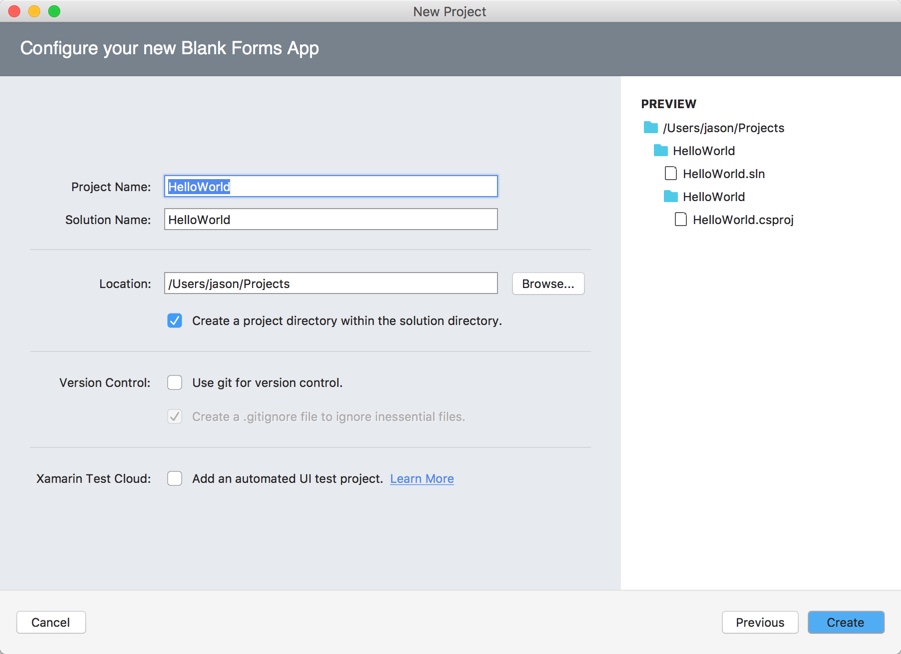 New Project
Configure your new Blank Forms App
Project Name: HelloWorld
Solution Name: HelloWorld
Location: /Users/jason/Projects Browse...
Create a project directory within the solution directory.
Version Control: Use git for version control.
Create a .gitignore file to ignore inessential files.
Xamarin Test Cloud: Add an automated UI test project. Learn More
PREVIEW
/Users/jason/Projects
HelloWorld
HelloWorld.sln
HelloWorld
HelloWorld.csproj
Cancel Previous Create